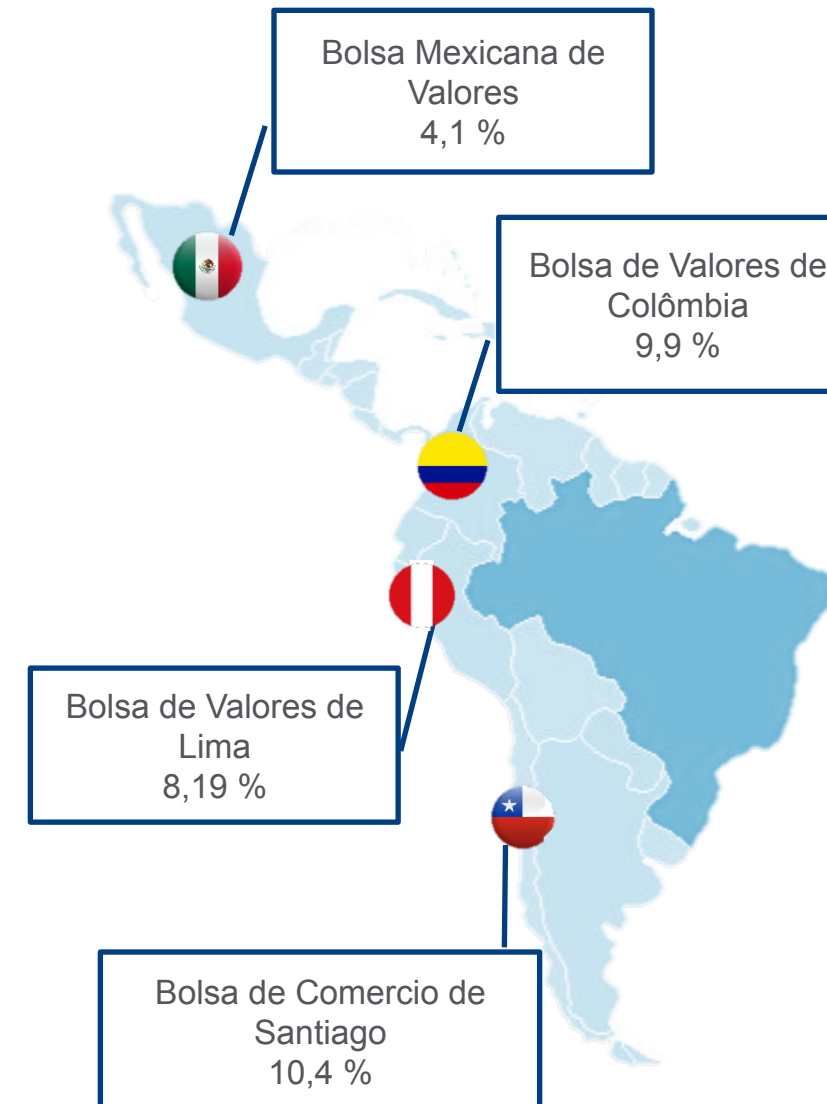 Bolsa Mexicana de
Valores
4,1 %
Bolsa de Valores de
Colômbia
9,9 %
Bolsa de Valores de
Lima
8,19 %
Bolsa de Comercio de
Santiago
10,4 %